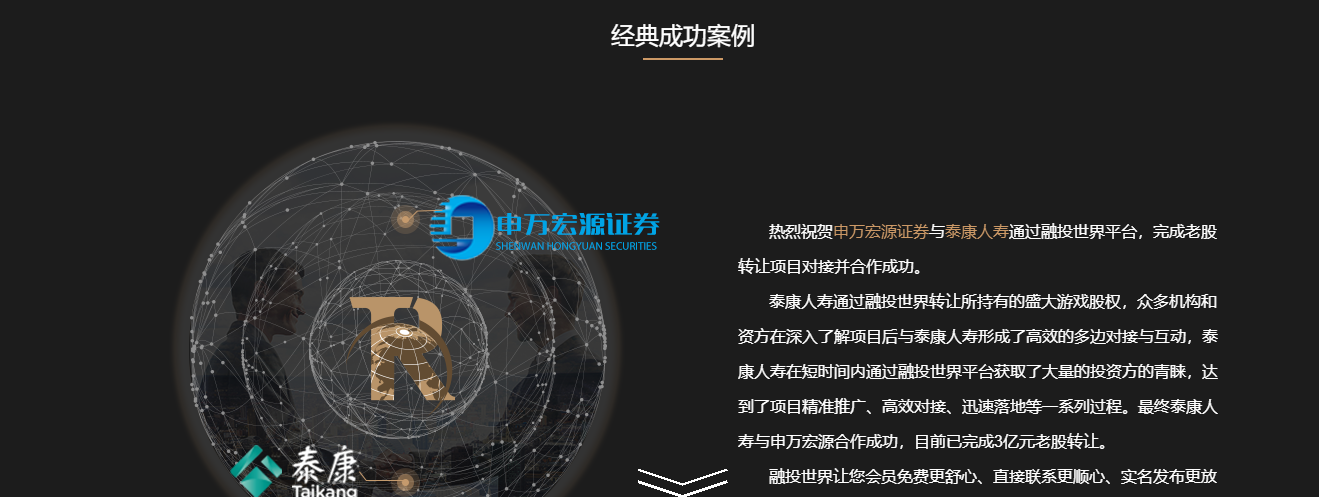 经典成功案例
申万宏源证券
SHENWAN HONGYUAN SECURITIES
R
泰康
Taikang
热烈祝贺申万宏源证券与泰康人寿通过融投世界平台，完成老股
转让项目对接并合作成功。
泰康人寿通过融投世界转让所持有的盛大游戏股权，众多机构和
资方在深入了解项目后与泰康人寿形成了高效的多边对接与互动，泰
康人寿在短时间内通过融投世界平台获取了大量的投资方的青睐，达
到了项目精准推广、高效对接、迅速落地等一系列过程。最终泰康人
寿与申万宏源合作成功，目前已完成3亿元老股转让。
融投世界让您会员免费更舒心、直接联系更顺心、实名发布更放